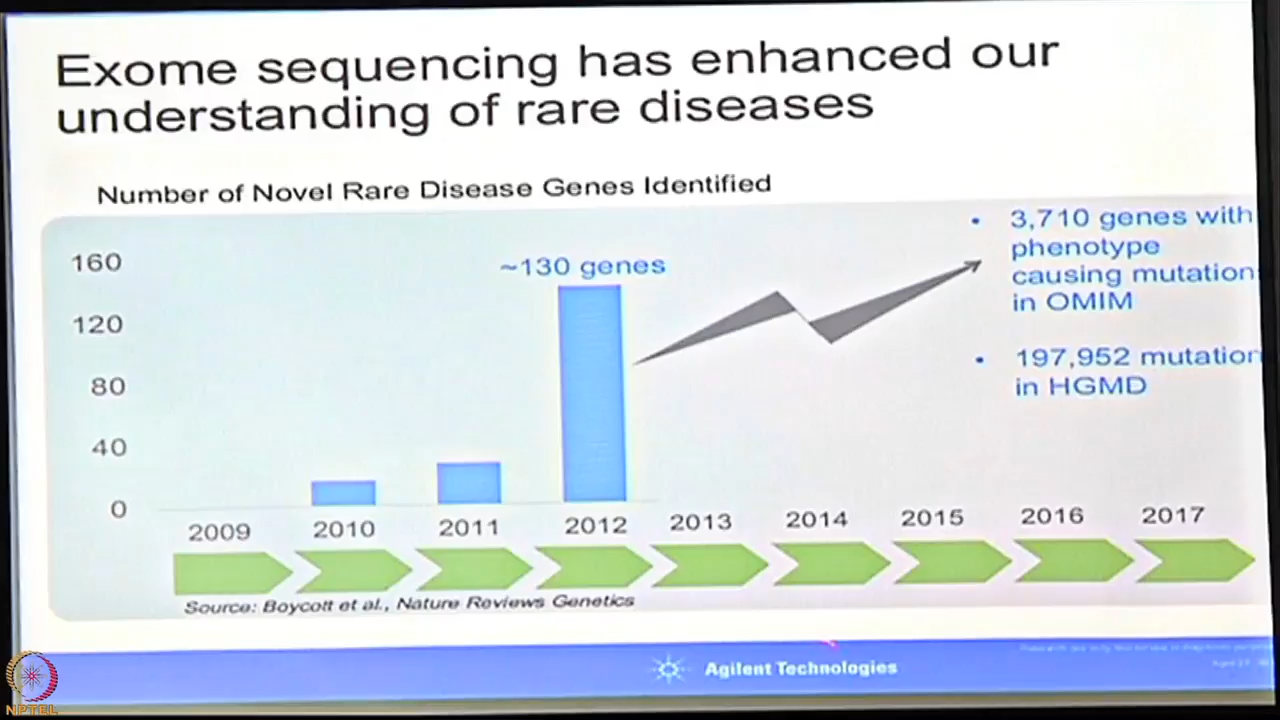 Exome sequencing has enhanced our
understanding of rare diseases
Number of Novel Rare Disease Genes Identified
160
120
80
40
0
~130 genes
• 3,710 genes with
phenotype
causing mutation
in OMIM
• 197,952 mutation
in HGMD
2009 2010 2011 2012 2013 2014 2015 2016 2017
Source: Boycott et al., Nature Reviews Genetics
Agilent Technologies
NPTEL